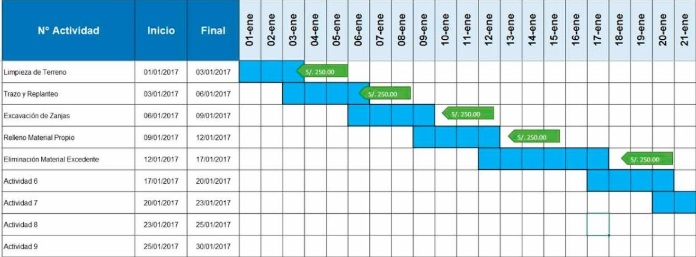 N° Actividad Inicio Final 01-ene 02-ene 03-ene 04-ene 05-ene 06-ene 07-ene 08-ene 09-ene 10-ene 11-ene 12-ene 13-ene 14-ene 15-ene 16-ene 17-ene 18-ene 19-ene 20-ene 21-ene
Limpieza de Terreno 01/01/2017 03/01/2017 S/. 250.00
Trazo y Replanteo 03/01/2017 06/01/2017 S/. 250.00
Excavación de Zanjas 06/01/2017 09/01/2017 S/. 250.00
Relleno Material Propio 09/01/2017 12/01/2017 S/. 250.00
Eliminación Material Excedente 12/01/2017 17/01/2017 S/. 250.00
Actividad 6 17/01/2017 20/01/2017
Actividad 7 20/01/2017 23/01/2017
Actividad 8 23/01/2017 25/01/2017
Actividad 9 25/01/2017 30/01/2017